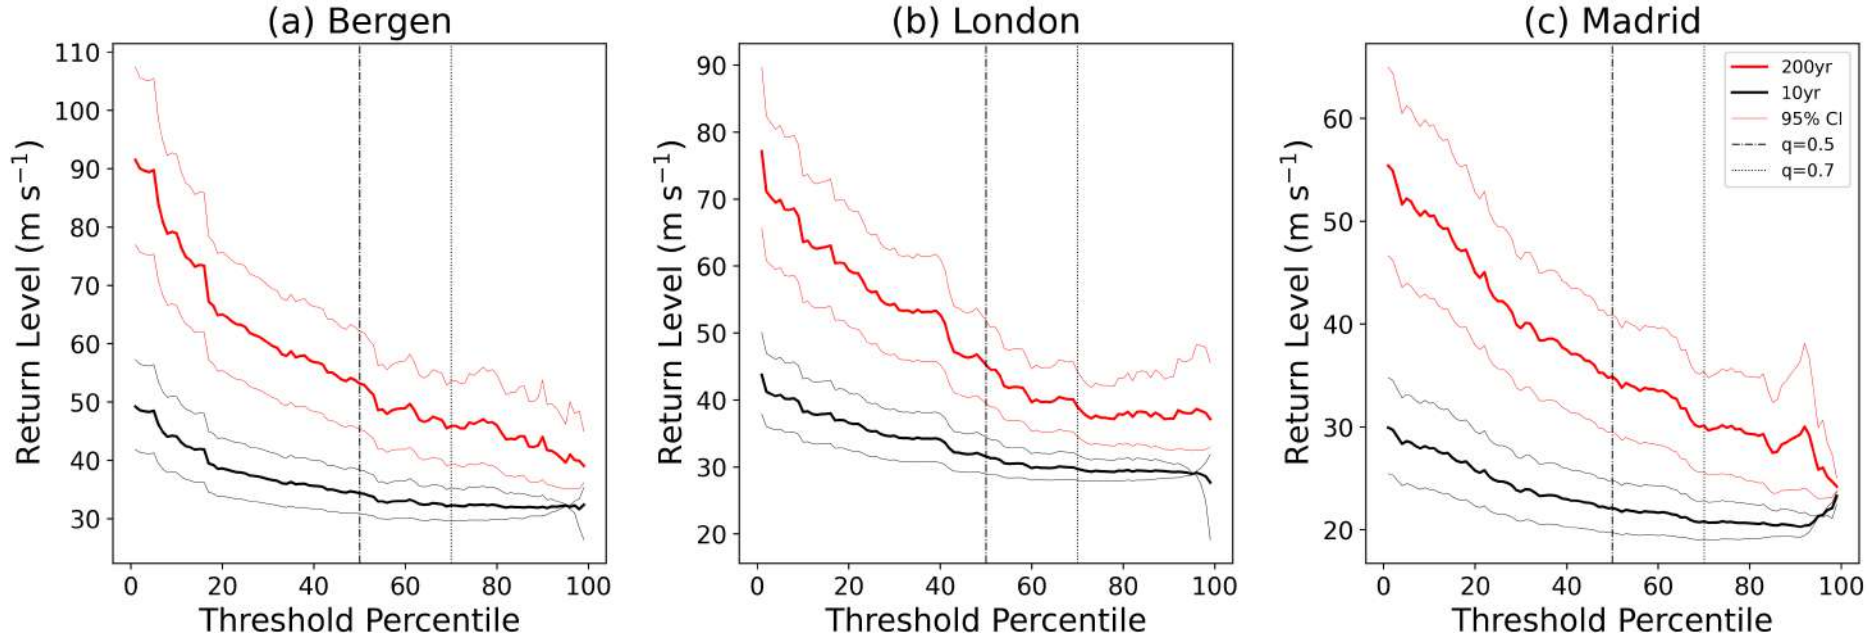 (a) Bergen
110
100
90
80
70
60
50
40
30
Return Level (m s⁻¹)
0 20 40 60 80 100
Threshold Percentile
(b) London
90
80
70
60
50
40
30
20
Return Level (m s⁻¹)
0 20 40 60 80 100
Threshold Percentile
(c) Madrid
200yr
10yr
95% CI
q=0.5
q=0.7
60
50
40
30
20
Return Level (m s⁻¹)
0 20 40 60 80 100
Threshold Percentile